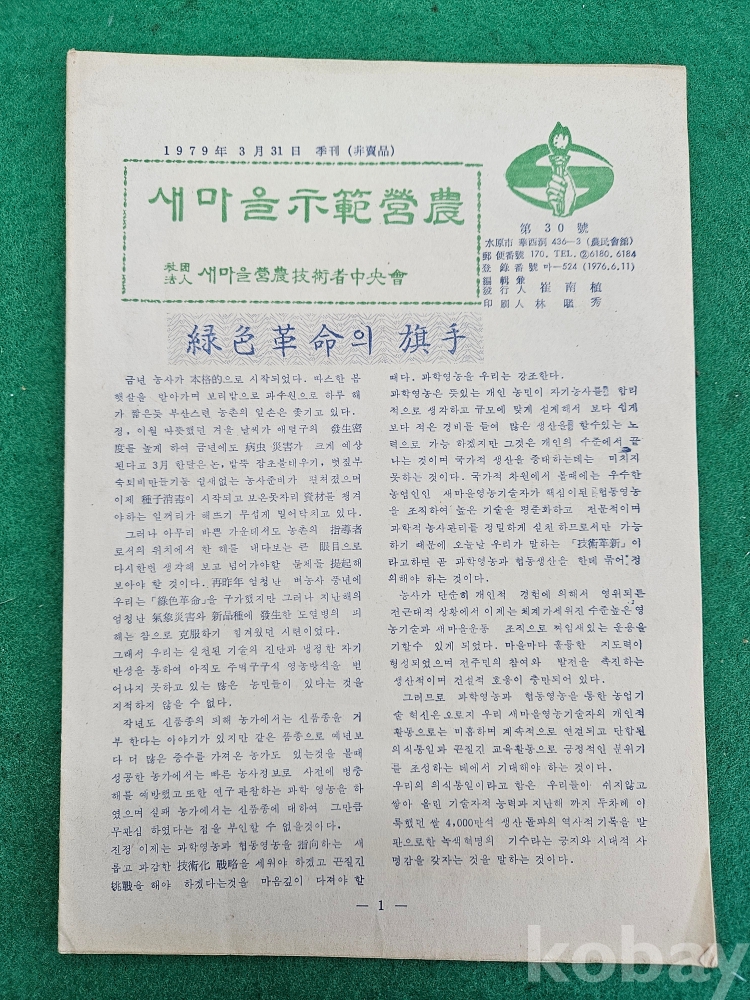 1979年 3月 31日 季刊 (非賣品)
새마을示範營農
社団
法人 새마을營農技術者中央會
第 30 號
水原市 華西洞 436-3 (農民會舘)
郵便番號 170. TEL. ②6180. 6184
登錄番號 마-524 (1976.6.11)
編輯兼
發行人 崔南植
印刷人 林 秀
綠色革命의 旗手
금년 농사가 本格的으로 시작되었다. 따스한 봄
햇살을 받아가며 보리밭으로 과수원으로 하루 해
가 짧은듯 부산스런 농촌의 일손은 쫓기고 있다.
점, 이월 따뜻했던 겨울 날씨가 애멸구의 發生密
度를 높게 하여 금년에도 病虫 災害가 크게 예상
된다고 3月 한달은 논, 밭뚝 잡초불태우기, 볏짚부
숙퇴비만들기등 쉴새없는 농사준비가 펼쳐졌으며
이제 種子消毒이 시작되고 보온못자리 資材를 챙겨
야하는 일꺼리가 해뜨기 무섭게 밀어닥치고 있다.
그러나 아무리 바쁜 가운데서도 농촌의 指導者
로서의 위치에서 한 해를 내다보는 큰 眼目으로
다시한번 생각해 보고 넘어가야할 문제를 提起해
보아야 할 것이다. 再昨年 엄청난 벼농사 풍년에
우리는 「綠色革命」을 구가했지만 그러나 지난해의
엄청난 氣象災害와 新品種에 發生한 도열병의 피
해는 참으로 克服하기 힘겨웠던 시련이었다.
그래서 우리는 실천된 기술의 진단과 냉정한 자기
반성을 통하여 아직도 주먹구구식 영농방식을 벗
어나지 못하고 있는 많은 농민들이 있다는 것을
지적하지 않을 수 없다.
작년도 신품종의 피해 농가에서는 신품종을 거
부 한다는 이야기가 있지만 같은 품종으로 예년보
다 더 많은 증수를 가져온 농가도 있는것을 볼때
성공한 농가에서는 빠른 농사정보로 사전에 병충
해를 예방했고 또한 연구 관찰하는 과학 영농을 하
였으며 실패 농가에서는 신품종에 대하여 그만큼
무관심 하였다는 점을 부인할 수 없을것이다.
진정 이제는 과학영농과 협동영농을 指向하는 새
롭고 과감한 技術化 戰略을 세워야 하겠고 끈질긴
挑戰을 해야 하겠다는것을 마음깊이 다져야 할
때다. 과학영농을 우리는 강조한다.
과학영농은 뜻있는 개인 농민이 자기농사를 합리
적으로 생각하고 규모에 맞게 설계해서 보다 쉽게
보다 적은 경비를 들여 많은 생산을 할수있는 노
력으로 가능 하겠지만 그것은 개인의 수준에서 끝
나는 것이며 국가적 생산을 증대하는데는 미치지
못하는 것이다. 국가적 차원에서 볼때에는 우수한
농업인인 새마을영농기술자가 핵심이된 협동영농
을 조직하여 높은 기술을 평준화하고 전문적이며
과학적 농사관리를 정밀하게 실천 하므로서만 가능
하기 때문에 오늘날 우리가 말하는 「技術革新」이
라고하면 곧 과학영농과 협동생산을 한데 묶어 정
의해야 하는 것이다.
농사가 단순히 개인적 경험에 의해서 영위되든
전근대적 상황에서 이제는 체계가세워진 수준높은영
농기술과 새마을운동 조직으로 짜임새있는 운용을
기할수 있게 되었다. 마을마다 훌륭한 지도력이
형성되었으며 전주민의 참여와 발전을 촉진하는
생산적이며 건설적 호응이 충만되어 있다.
그러므로 과학영농과 협동영농을 통한 농업기
술 혁신은 오로지 우리 새마을영농기술자의 개인적
활동으로는 미흡하며 계속적으로 연결되고 단합된
의식통일과 끈질긴 교육활동으로 긍정적인 분위기
를 조성하는 데에서 기대해야 하는 것이다.
우리의 의식통일이라고 함은 우리들이 쉬지않고
쌓아 올린 기술자적 능력과 지난해 까지 두차례 이
룩했던 쌀 4,000만석 생산 돌파의 역사적 기록을 발
판으로한 녹색혁명의 기수라는 긍지와 시대적 사
명감을 갖자는 것을 말하는 것이다.
— 1 —
kobay